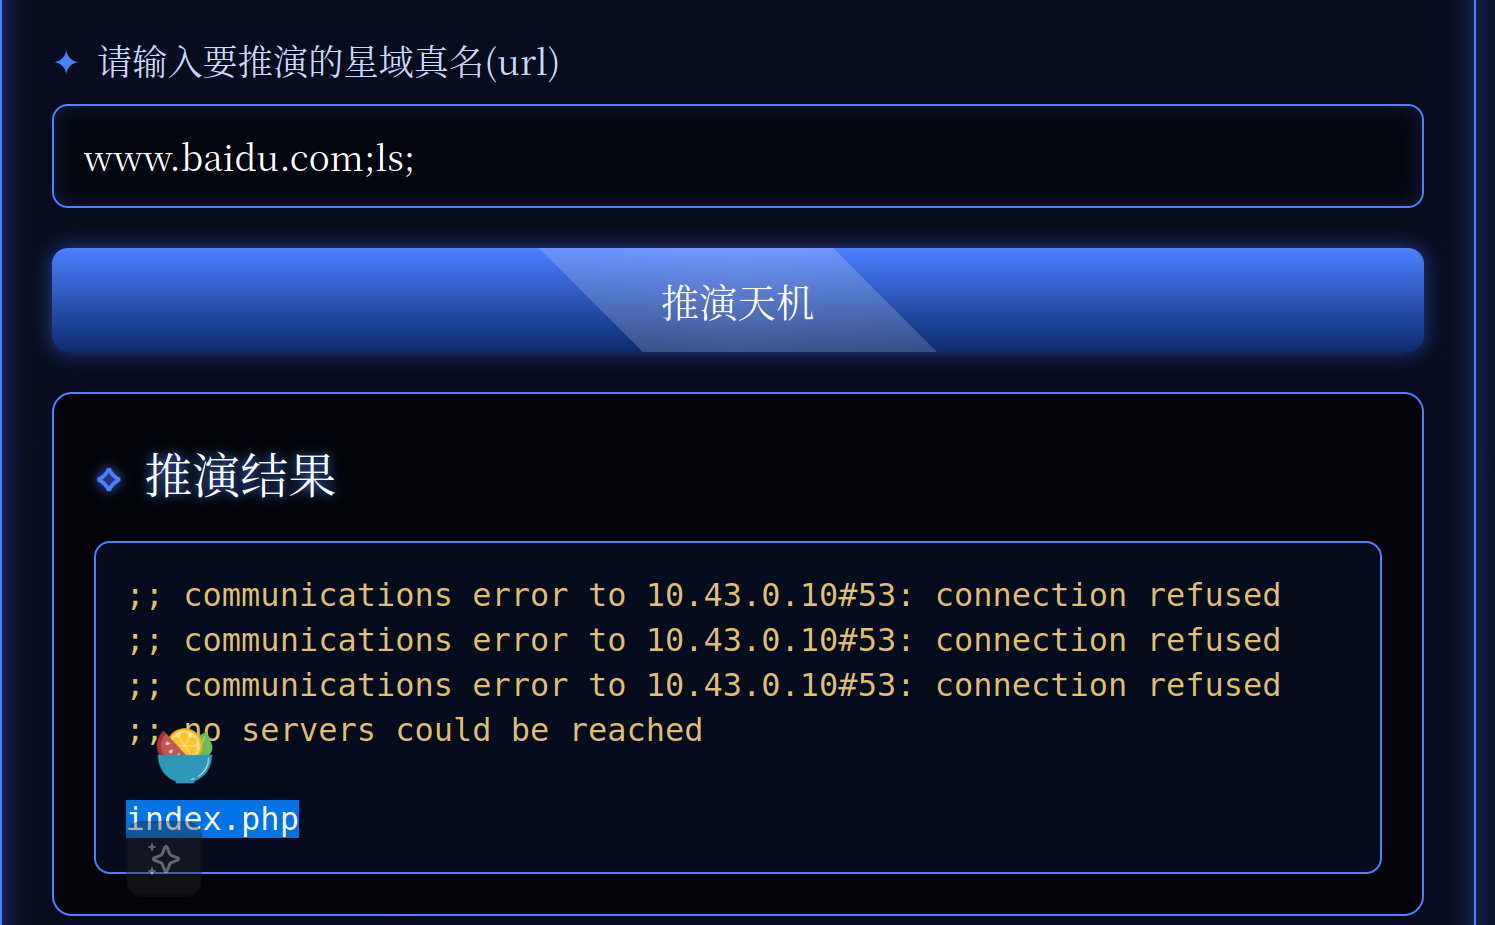 请输入要推演的星域真名(url)
www.baidu.com;ls;
推演天机
推演结果
;; communications error to 10.43.0.10#53: connection refused
;; communications error to 10.43.0.10#53: connection refused
;; communications error to 10.43.0.10#53: connection refused
;; no servers could be reached
index.php